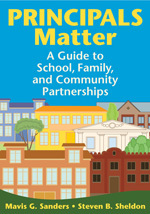 PRINCIPALS
Matter
A Guide to
School, Family,
and Community
Partnerships
Mavis G. Sanders • Steven B. Sheldon